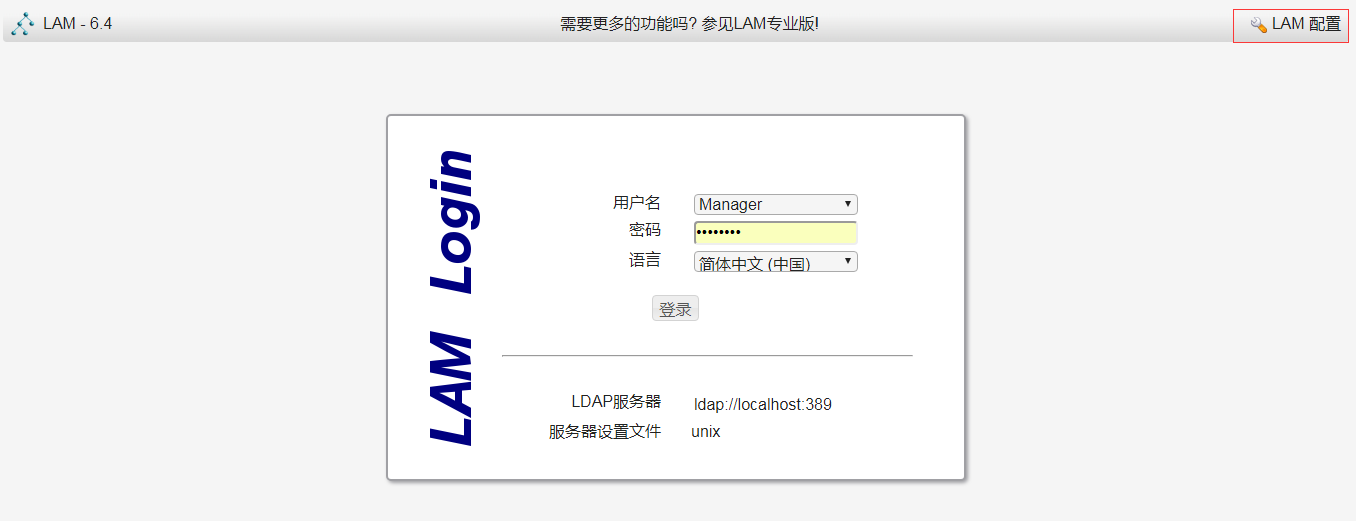 LAM - 6.4
需要更多的功能吗? 参见LAM专业版!
LAM 配置
LAM Login
用户名
Manager
密码
••••••••
语言
简体中文 (中国)
登录
LDAP服务器
ldap://localhost:389
服务器设置文件
unix